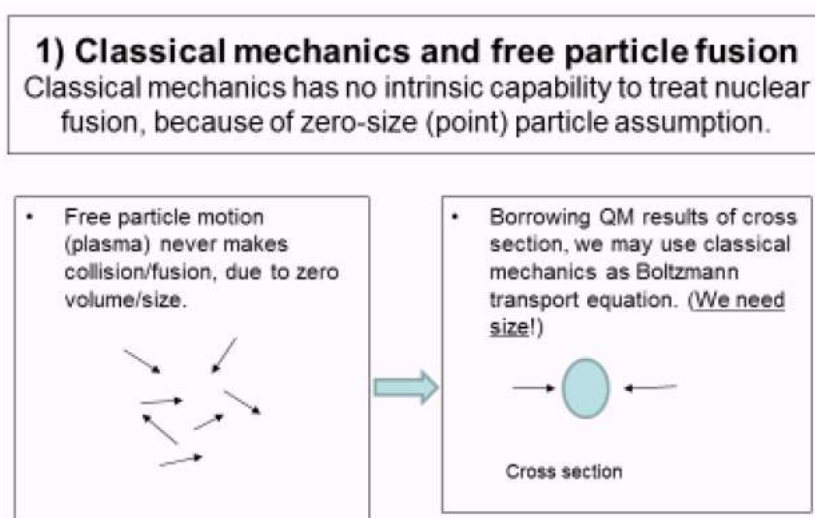 1) Classical mechanics and free particle fusion
Classical mechanics has no intrinsic capability to treat nuclear
fusion, because of zero-size (point) particle assumption.
• Free particle motion
(plasma) never makes
collision/fusion, due to zero
volume/size.
• Borrowing QM results of cross
section, we may use classical
mechanics as Boltzmann
transport equation. (We need
size!)
Cross section